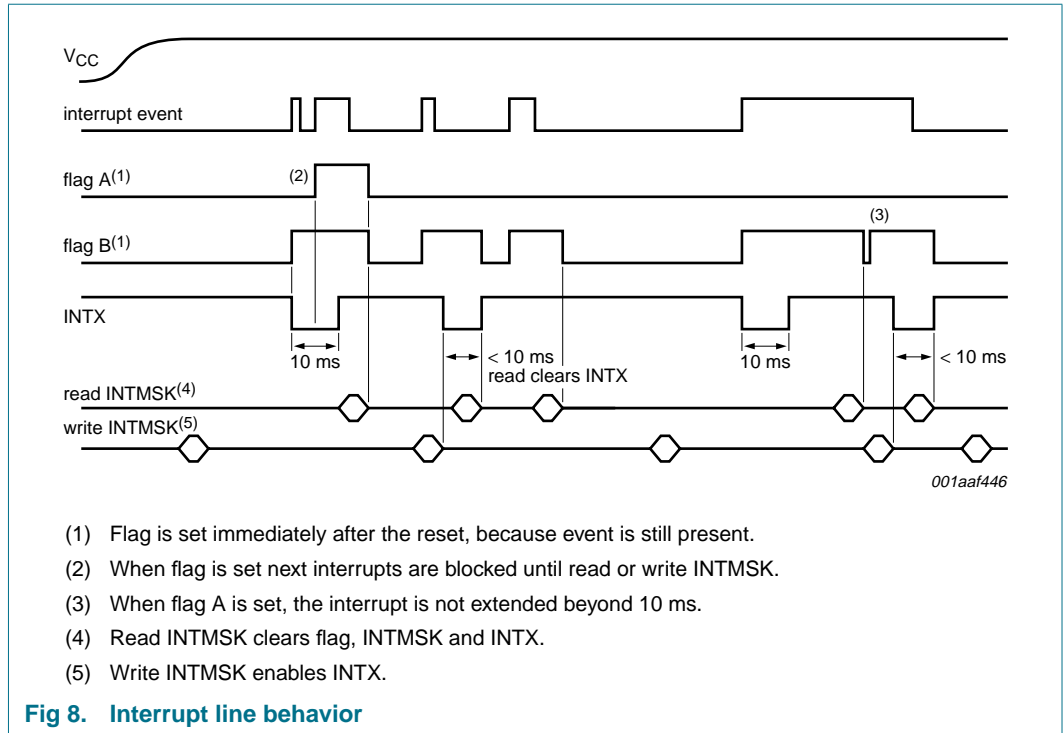 VCC
interrupt event
flag A(1)
(2)
(3)
flag B(1)
INTX
10 ms
< 10 ms
read clears INTX
10 ms
< 10 ms
read INTMSK(4)
write INTMSK(5)
001aaf446
(1) Flag is set immediately after the reset, because event is still present.
(2) When flag is set next interrupts are blocked until read or write INTMSK.
(3) When flag A is set, the interrupt is not extended beyond 10 ms.
(4) Read INTMSK clears flag, INTMSK and INTX.
(5) Write INTMSK enables INTX.
Fig 8. Interrupt line behavior